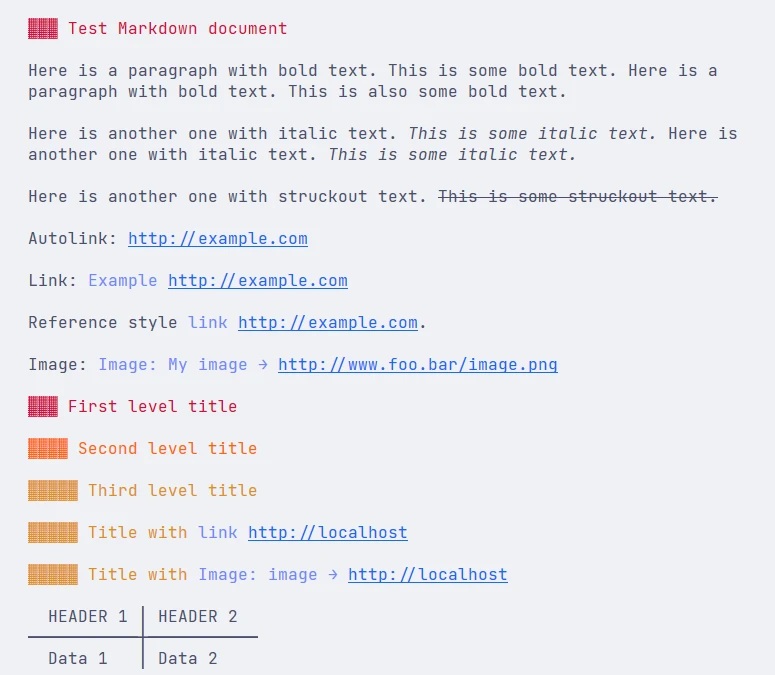 ▓▓▓ Test Markdown document
Here is a paragraph with bold text. This is some bold text. Here is a
paragraph with bold text. This is also some bold text.
Here is another one with italic text. This is some italic text. Here is
another one with italic text. This is some italic text.
Here is another one with struckout text. This is some struckout text.
Autolink: http://example.com
Link: Example http://example.com
Reference style link http://example.com.
Image: Image: My image → http://www.foo.bar/image.png
▓▓▓ First level title
▓▓▓▓ Second level title
▓▓▓▓▓ Third level title
▓▓▓▓▓ Title with link http://localhost
▓▓▓▓▓ Title with Image: image → http://localhost
HEADER 1 │ HEADER 2
Data 1 │ Data 2